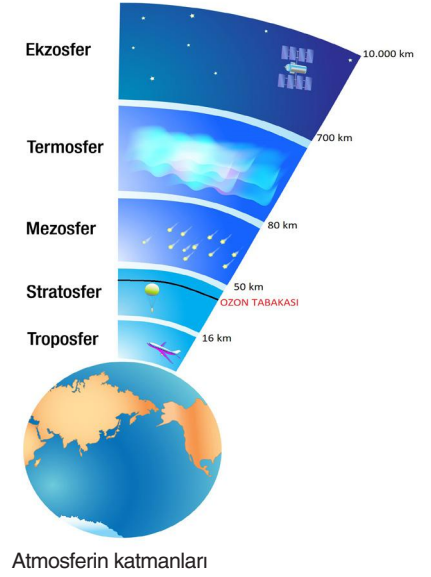 Ekzosfer
10.000 km
Termosfer
700 km
Mezosfer
80 km
Stratosfer
50 km
OZON TABAKASI
Troposfer
16 km
Atmosferin katmanları